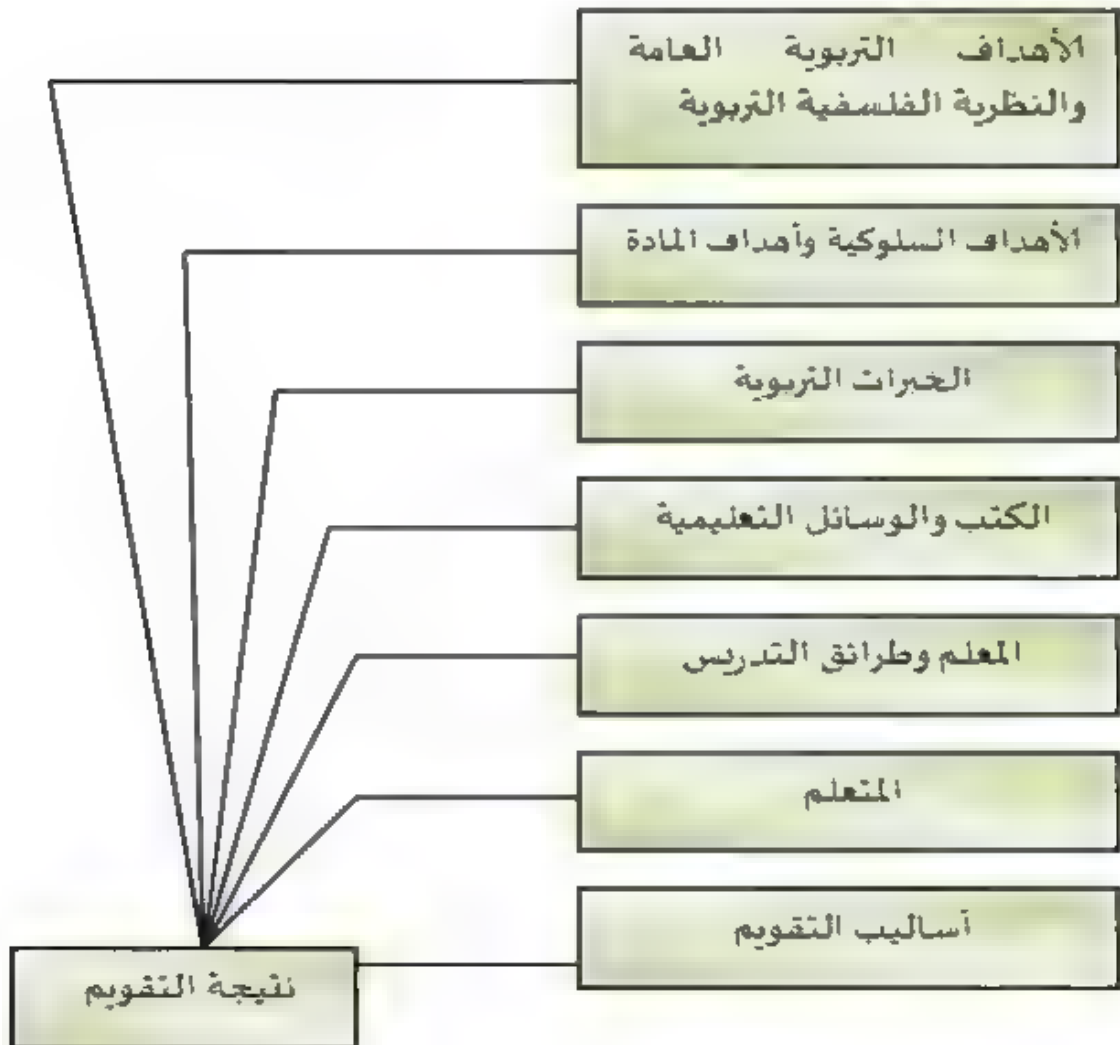 الأهداف التربوية العامة
والنظرية الفلسفية التربوية
الأهداف السلوكية وأهداف المادة
الخبرات التربوية
الكتب والوسائل التعليمية
المعلم وطرائق التدريس
المتعلم
أساليب التقويم
نتيجة التقويم